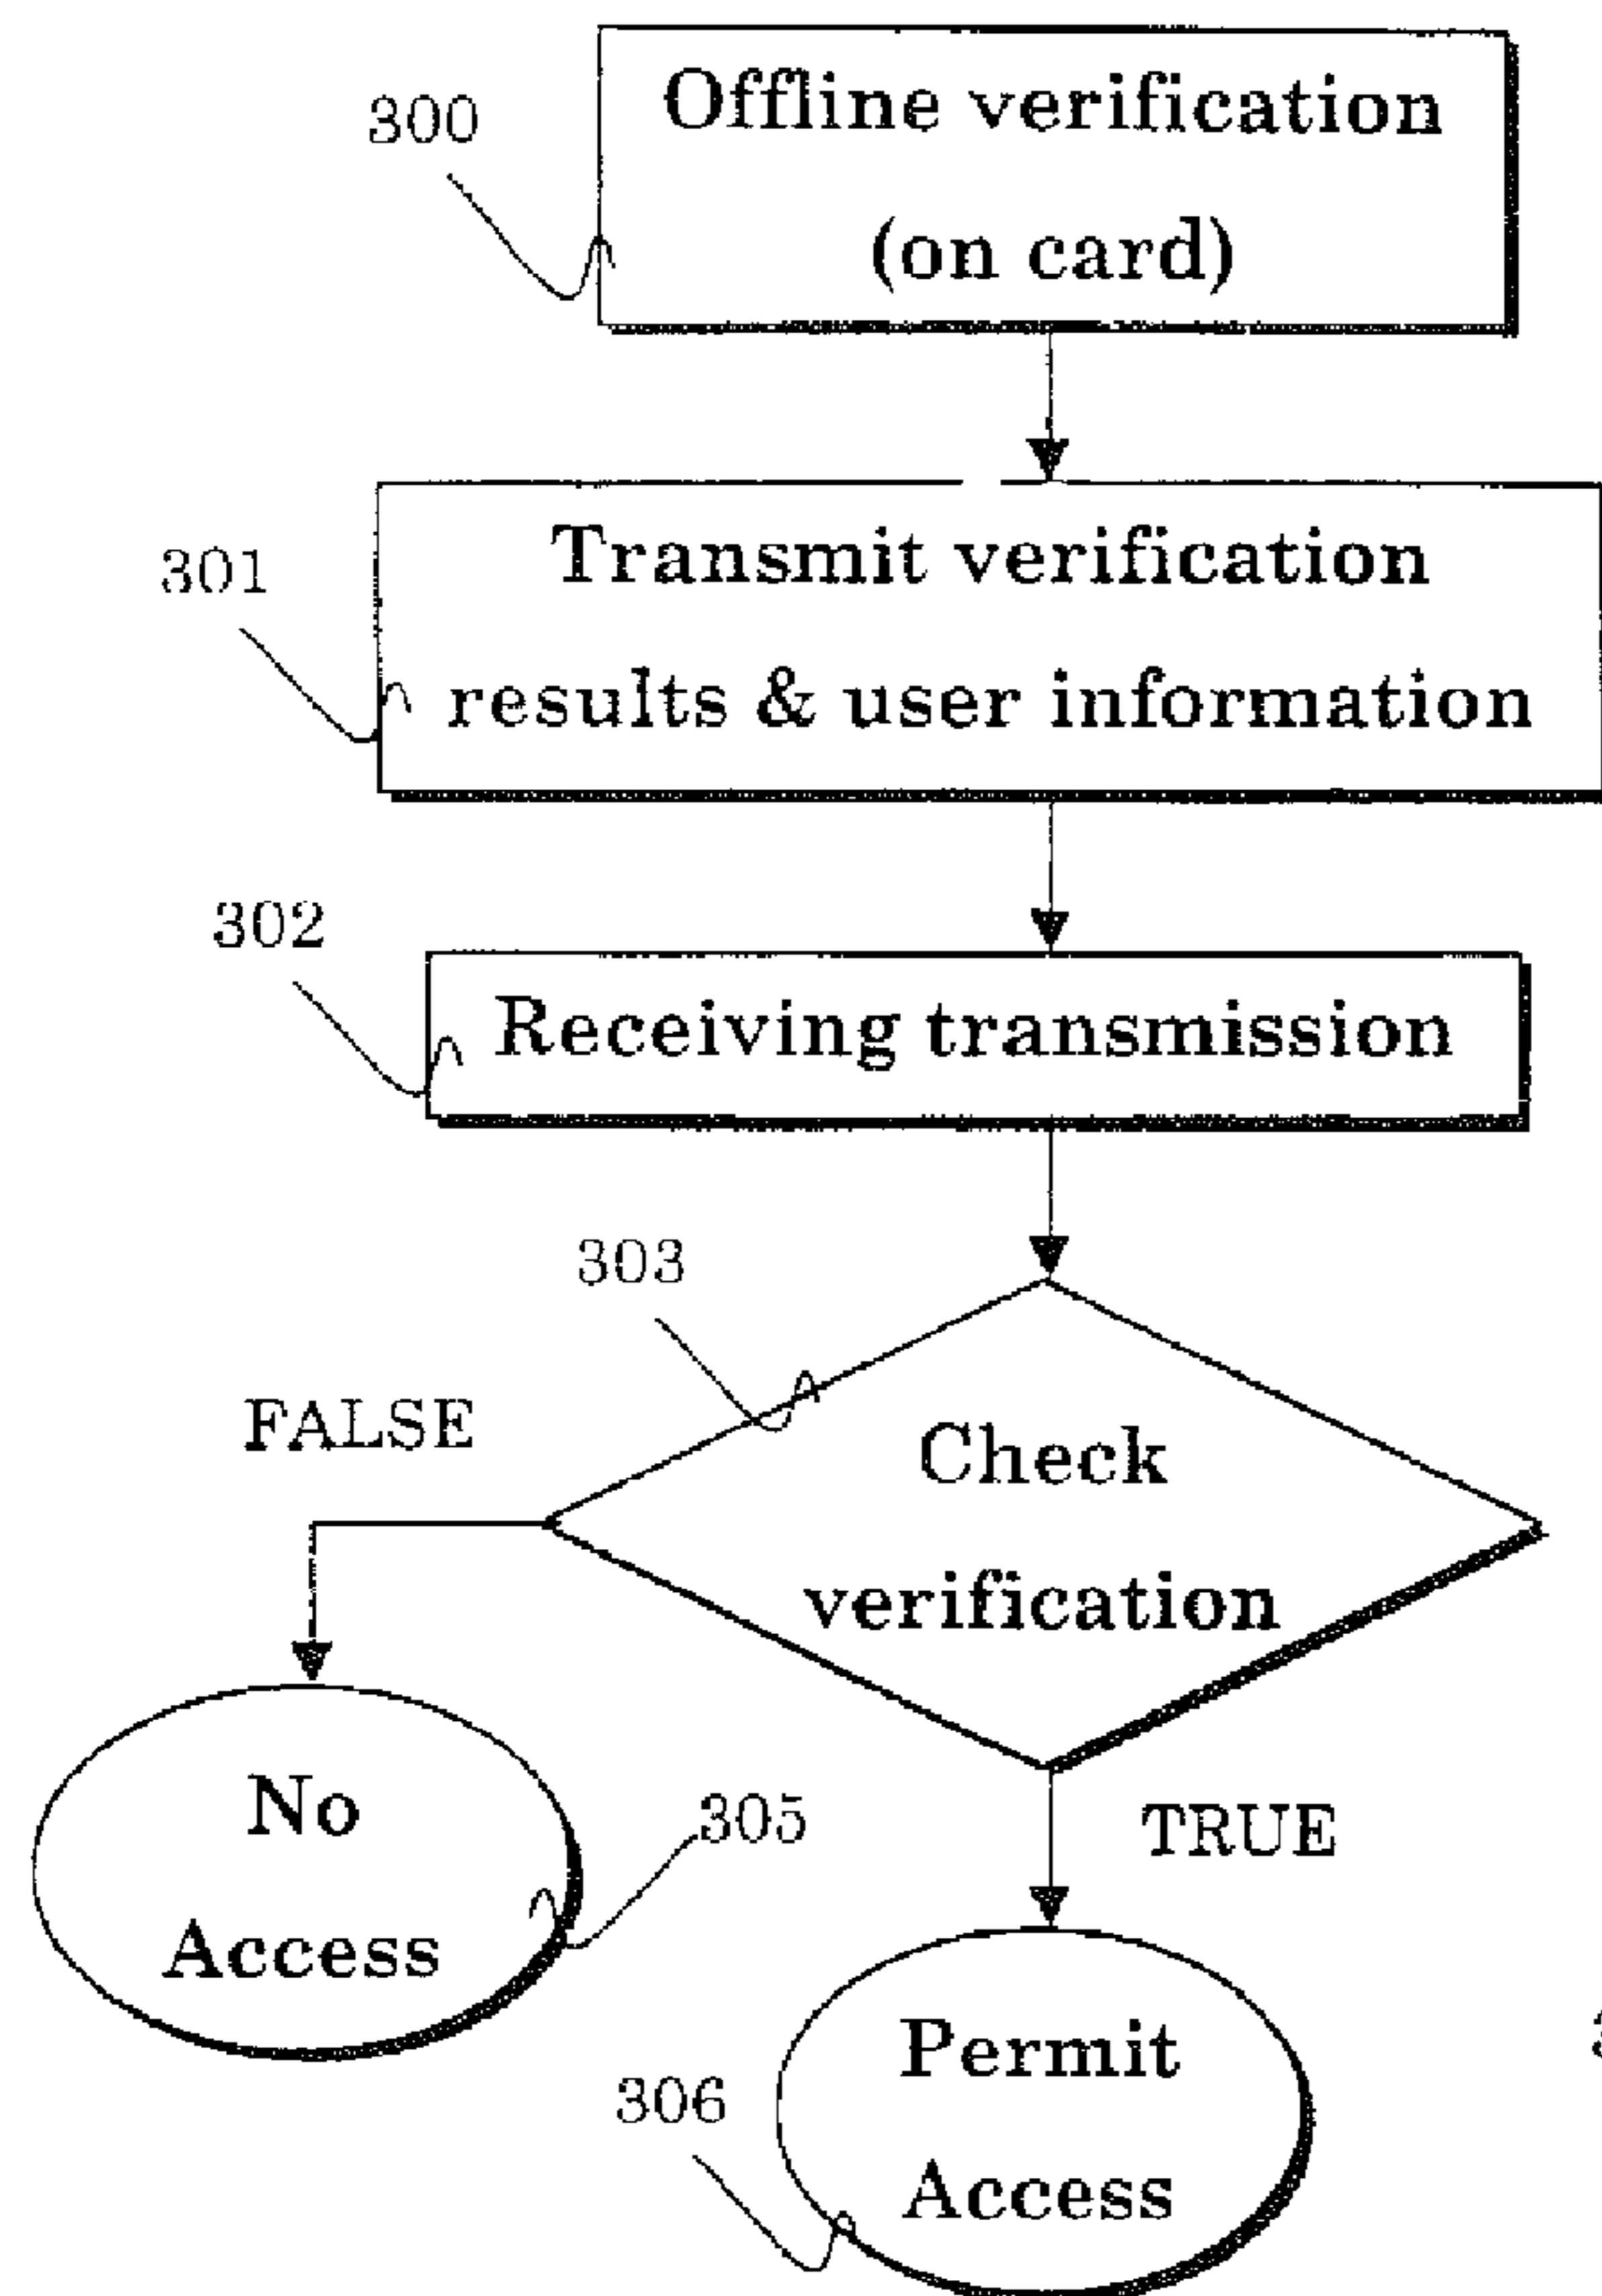 300
Offline verification
(on card)
301
Transmit verification
results & user information
302
Receiving transmission
303
FALSE
Check
verification
No
Access
305
TRUE
306
Permit
Access